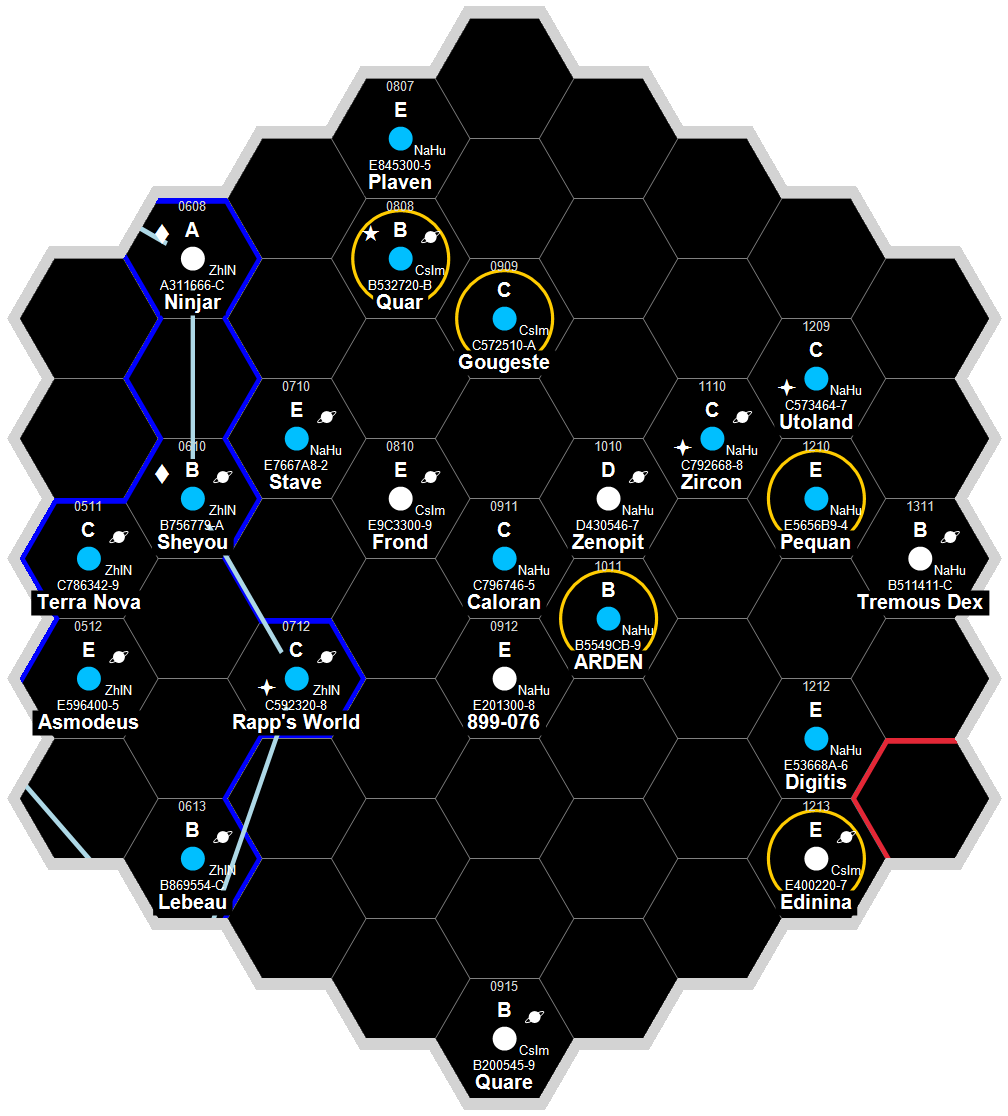 0807
E
NaHu
E845300-5
Plaven
0608
A
ZhIN
A311666-C
Ninjar
0808
B
CsIm
B532720-B
Quar
0909
C
CsIm
C572510-A
Gougeste
1209
C
NaHu
C573464-7
Utoland
0710
E
NaHu
E7667A8-2
Stave
1110
C
NaHu
C792668-8
Zircon
0610
B
ZhIN
B756779-A
Sheyou
0810
E
CsIm
E9C3300-9
Frond
1010
D
NaHu
D430546-7
Zenopit
1210
E
NaHu
E5656B9-4
Pequan
0511
C
ZhIN
C786342-9
Terra Nova
0911
C
NaHu
C796746-5
Caloran
1311
B
NaHu
B511411-C
Tremous Dex
1011
B
NaHu
B5549CB-9
ARDEN
0512
E
ZhIN
E596400-5
Asmodeus
0712
C
ZhIN
C592320-8
Rapp's World
0912
E
NaHu
E201300-8
899-076
1212
E
NaHu
E53668A-6
Digitis
0613
B
ZhIN
B869554-C
Lebeau
1213
E
CsIm
E400220-7
Edinina
0915
B
CsIm
B200545-9
Quare